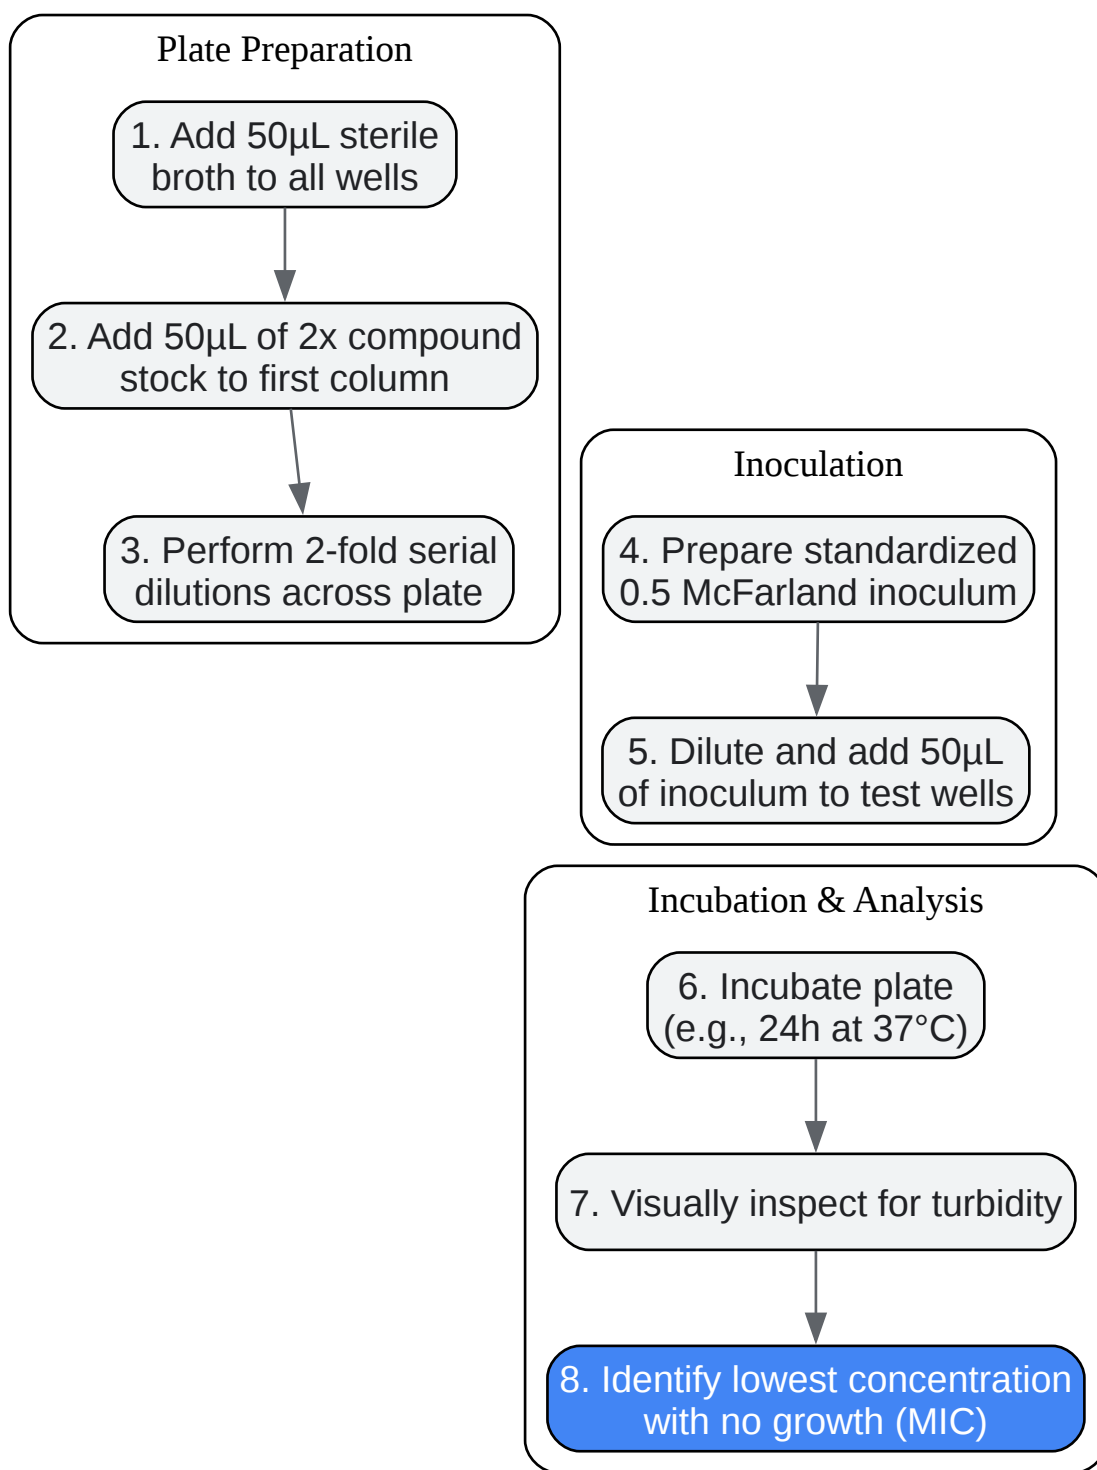 Plate Preparation
1. Add 50µL sterile
broth to all wells
2. Add 50µL of 2x compound
stock to first column
3. Perform 2-fold serial
dilutions across plate
Inoculation
4. Prepare standardized
0.5 McFarland inoculum
5. Dilute and add 50µL
of inoculum to test wells
Incubation & Analysis
6. Incubate plate
(e.g., 24h at 37°C)
7. Visually inspect for turbidity
8. Identify lowest concentration
with no growth (MIC)